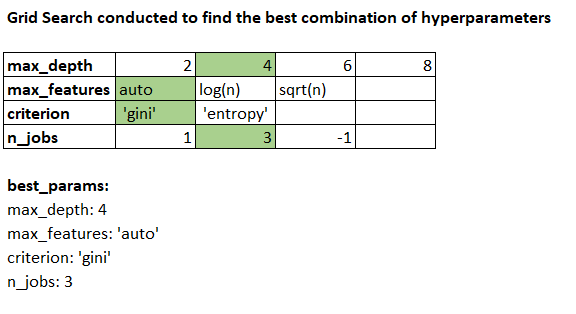 Grid Search conducted to find the best combination of hyperparameters
max_depth 2 4 6 8
max_features auto log(n) sqrt(n)
criterion 'gini' 'entropy'
n_jobs 1 3 -1
best_params:
max_depth: 4
max_features: 'auto'
criterion: 'gini'
n_jobs: 3